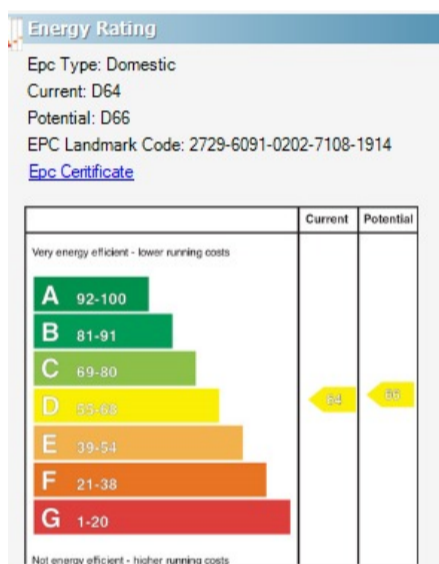 Energy Rating
Epc Type: Domestic
Current: D64
Potential: D66
EPC Landmark Code: 2729-6091-0202-7108-1914
Epc Ceritificate
Current Potential
Very energy efficient - lower running costs
A 92-100
B 81-91
C 69-80
D 55-68 64 66
E 39-54
F 21-38
G 1-20
Not energy efficient - higher running costs